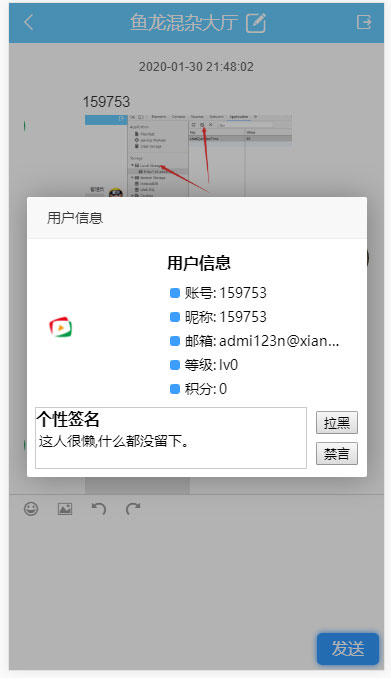 鱼龙混杂大厅
2020-01-30 21:48:02
159753
用户信息
用户信息
账号: 159753
昵称: 159753
邮箱: admi123n@xian...
等级: lv0
积分: 0
个性签名
这人很懒,什么都没留下。
拉黑
禁言
发送